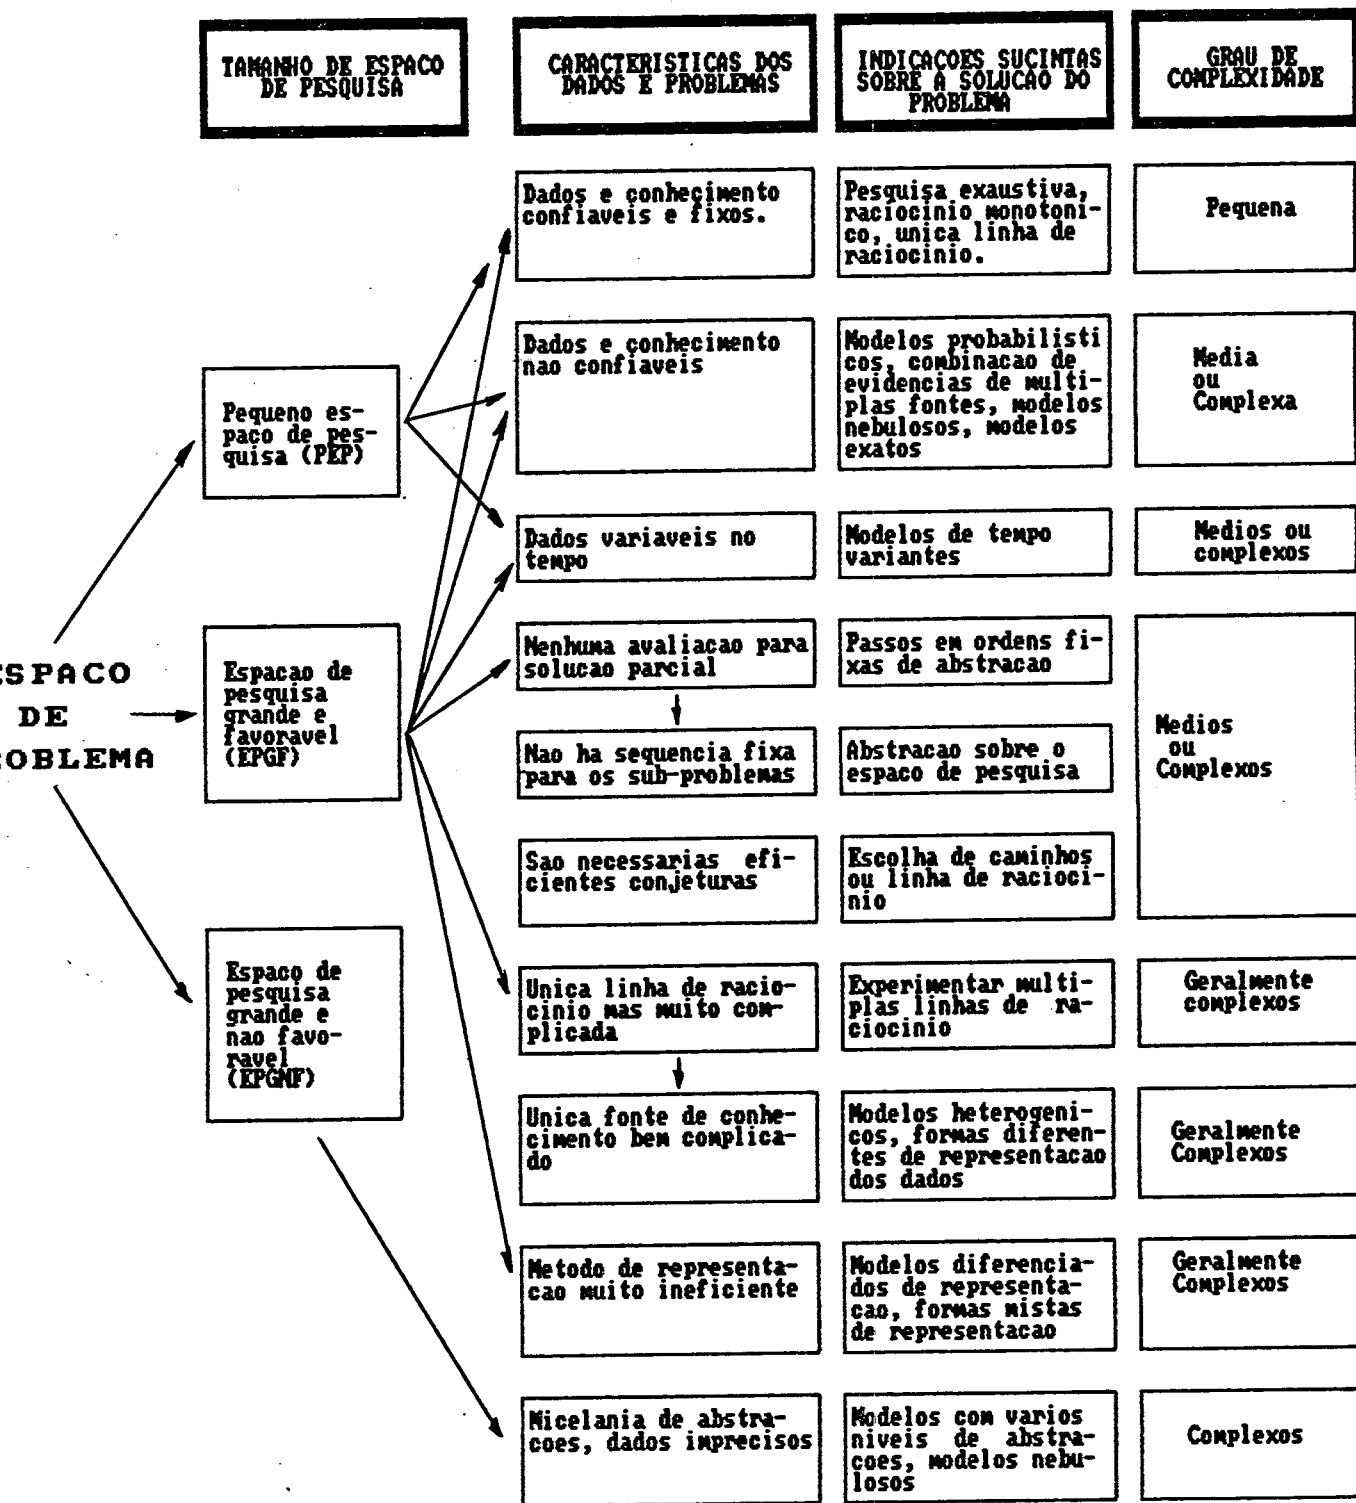 TAMANHO DE ESPACO
DE PESQUISA
CARACTERISTICAS DOS
DADOS E PROBLEMAS
INDICACOES SUCINTAS
SOBRE A SOLUCAO DO
PROBLEMA
GRAU DE
COMPLEXIDADE
ESPACO
DE
PROBLEMA
Pequeno es-
paco de pes-
quisa (PEP)
Espacao de
pesquisa
grande e
favoravel
(EPGF)
Espaco de
pesquisa
grande e
nao favo-
ravel
(EPGNF)
Dados e conhecimento
confiaveis e fixos.
Pesquisa exaustiva,
raciocinio monotoni-
co, unica linha de
raciocinio.
Pequena
Dados e conhecimento
nao confiaveis
Modelos probabilisti
cos, combinacao de
evidencias de multi-
plas fontes, modelos
nebulosos, modelos
exatos
Media
ou
Complexa
Dados variaveis no
tempo
Modelos de tempo
variantes
Medios ou
complexos
Nenhuma avaliacao para
solucao parcial
Passos em ordens fi-
xas de abstracao
Nao ha sequencia fixa
para os sub-problemas
Abstracao sobre o
espaco de pesquisa
Medios
ou
Complexos
Sao necessarias efi-
cientes conjeturas
Escolha de caminhos
ou linha de racioci-
nio
Unica linha de racio-
cinio mas muito com-
plicada
Experimentar multi-
plas linhas de ra-
ciocinio
Geralmente
complexos
Unica fonte de conhe-
cimento bem complica-
do
Modelos heterogeni-
cos, formas diferen-
tes de representacao
dos dados
Geralmente
Complexos
Metodo de representa-
cao muito ineficiente
Modelos diferencia-
dos de representa-
cao, formas mistas
de representacao
Geralmente
Complexos
Micelania de abstra-
coes, dados imprecisos
Modelos com varios
niveis de abstra-
coes, modelos nebu-
losos
Complexos